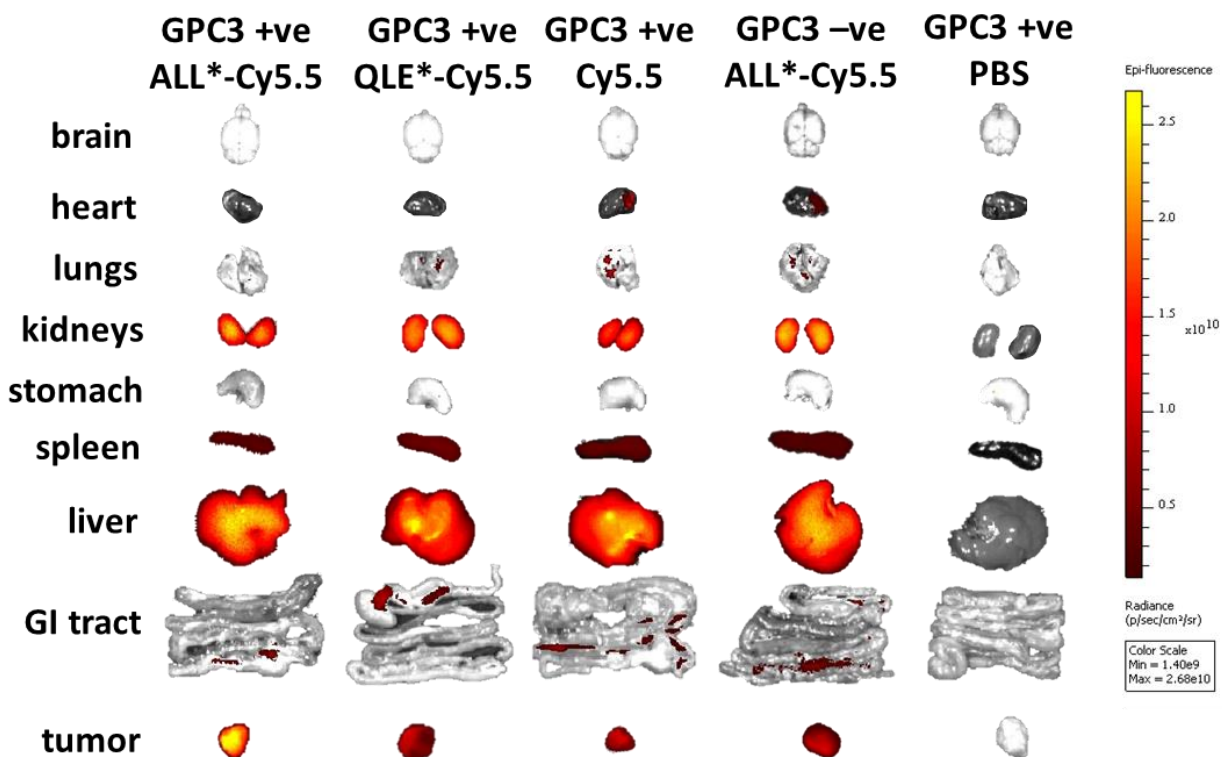 GPC3 +ve GPC3 +ve GPC3 +ve GPC3 –ve GPC3 +ve
ALL*-Cy5.5 QLE*-Cy5.5 Cy5.5 ALL*-Cy5.5 PBS
Epi-fluorescence
brain
heart
lungs
kidneys
stomach
spleen
liver
GI tract
tumor
2.5
2.0
1.5
x10¹⁰
1.0
0.5
Radiance
(p/sec/cm²/sr)
Color Scale
Min = 1.40e9
Max = 2.68e10